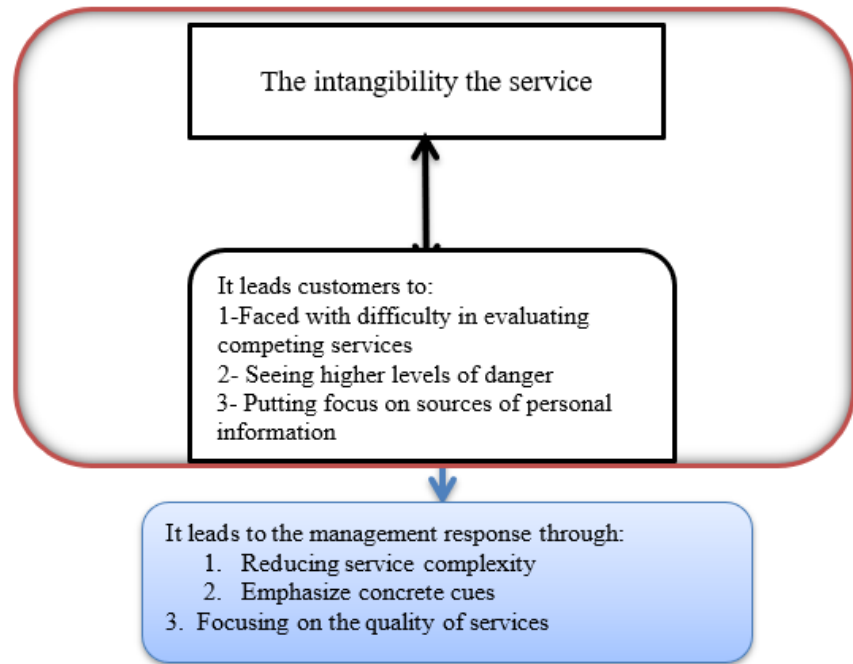 The intangibility the service
It leads customers to:
1-Faced with difficulty in evaluating
competing services
2- Seeing higher levels of danger
3- Putting focus on sources of personal
information
It leads to the management response through:
1. Reducing service complexity
2. Emphasize concrete cues
3. Focusing on the quality of services